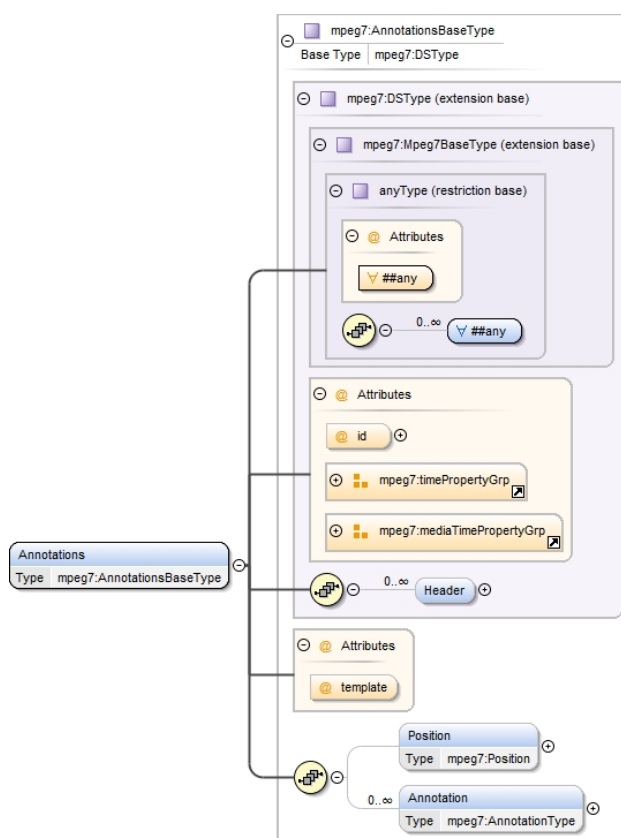 mpeg7:AnnotationsBaseType
Base Type mpeg7:DSType
mpeg7:DSType (extension base)
mpeg7:Mpeg7BaseType (extension base)
anyType (restriction base)
@ Attributes
∀ ##any
0..∞
∀ ##any
@ Attributes
@ id
mpeg7:timePropertyGrp
mpeg7:mediaTimePropertyGrp
Annotations
Type mpeg7:AnnotationsBaseType
0..∞
Header
@ Attributes
@ template
Position
Type mpeg7:Position
0..∞
Annotation
Type mpeg7:AnnotationType